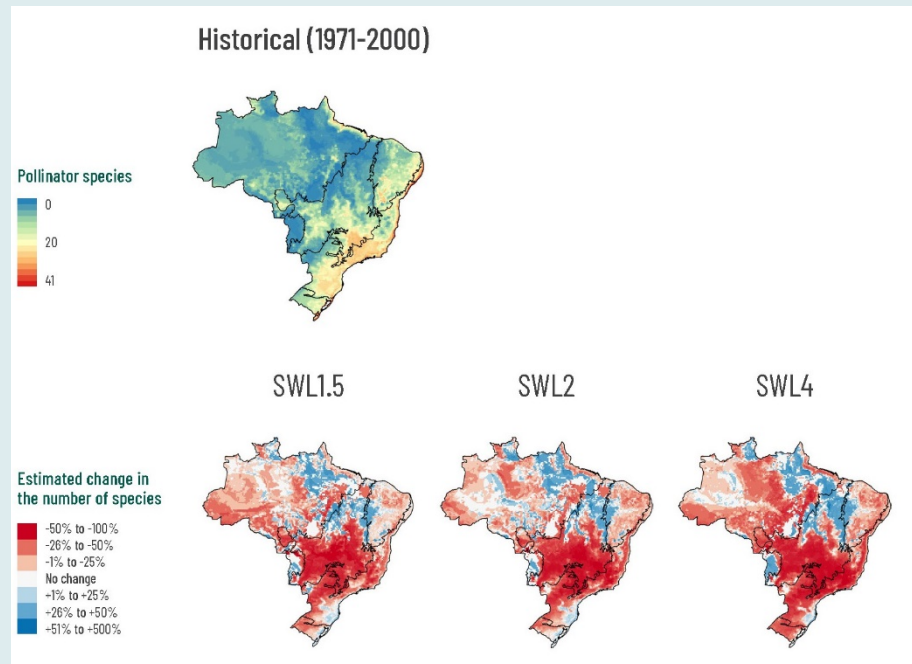 Historical (1971-2000)
Pollinator species
0
20
41
SWL1.5
SWL2
SWL4
Estimated change in
the number of species
-50% to -100%
-26% to -50%
-1% to -25%
No change
+1% to +25%
+26% to +50%
+51% to +500%